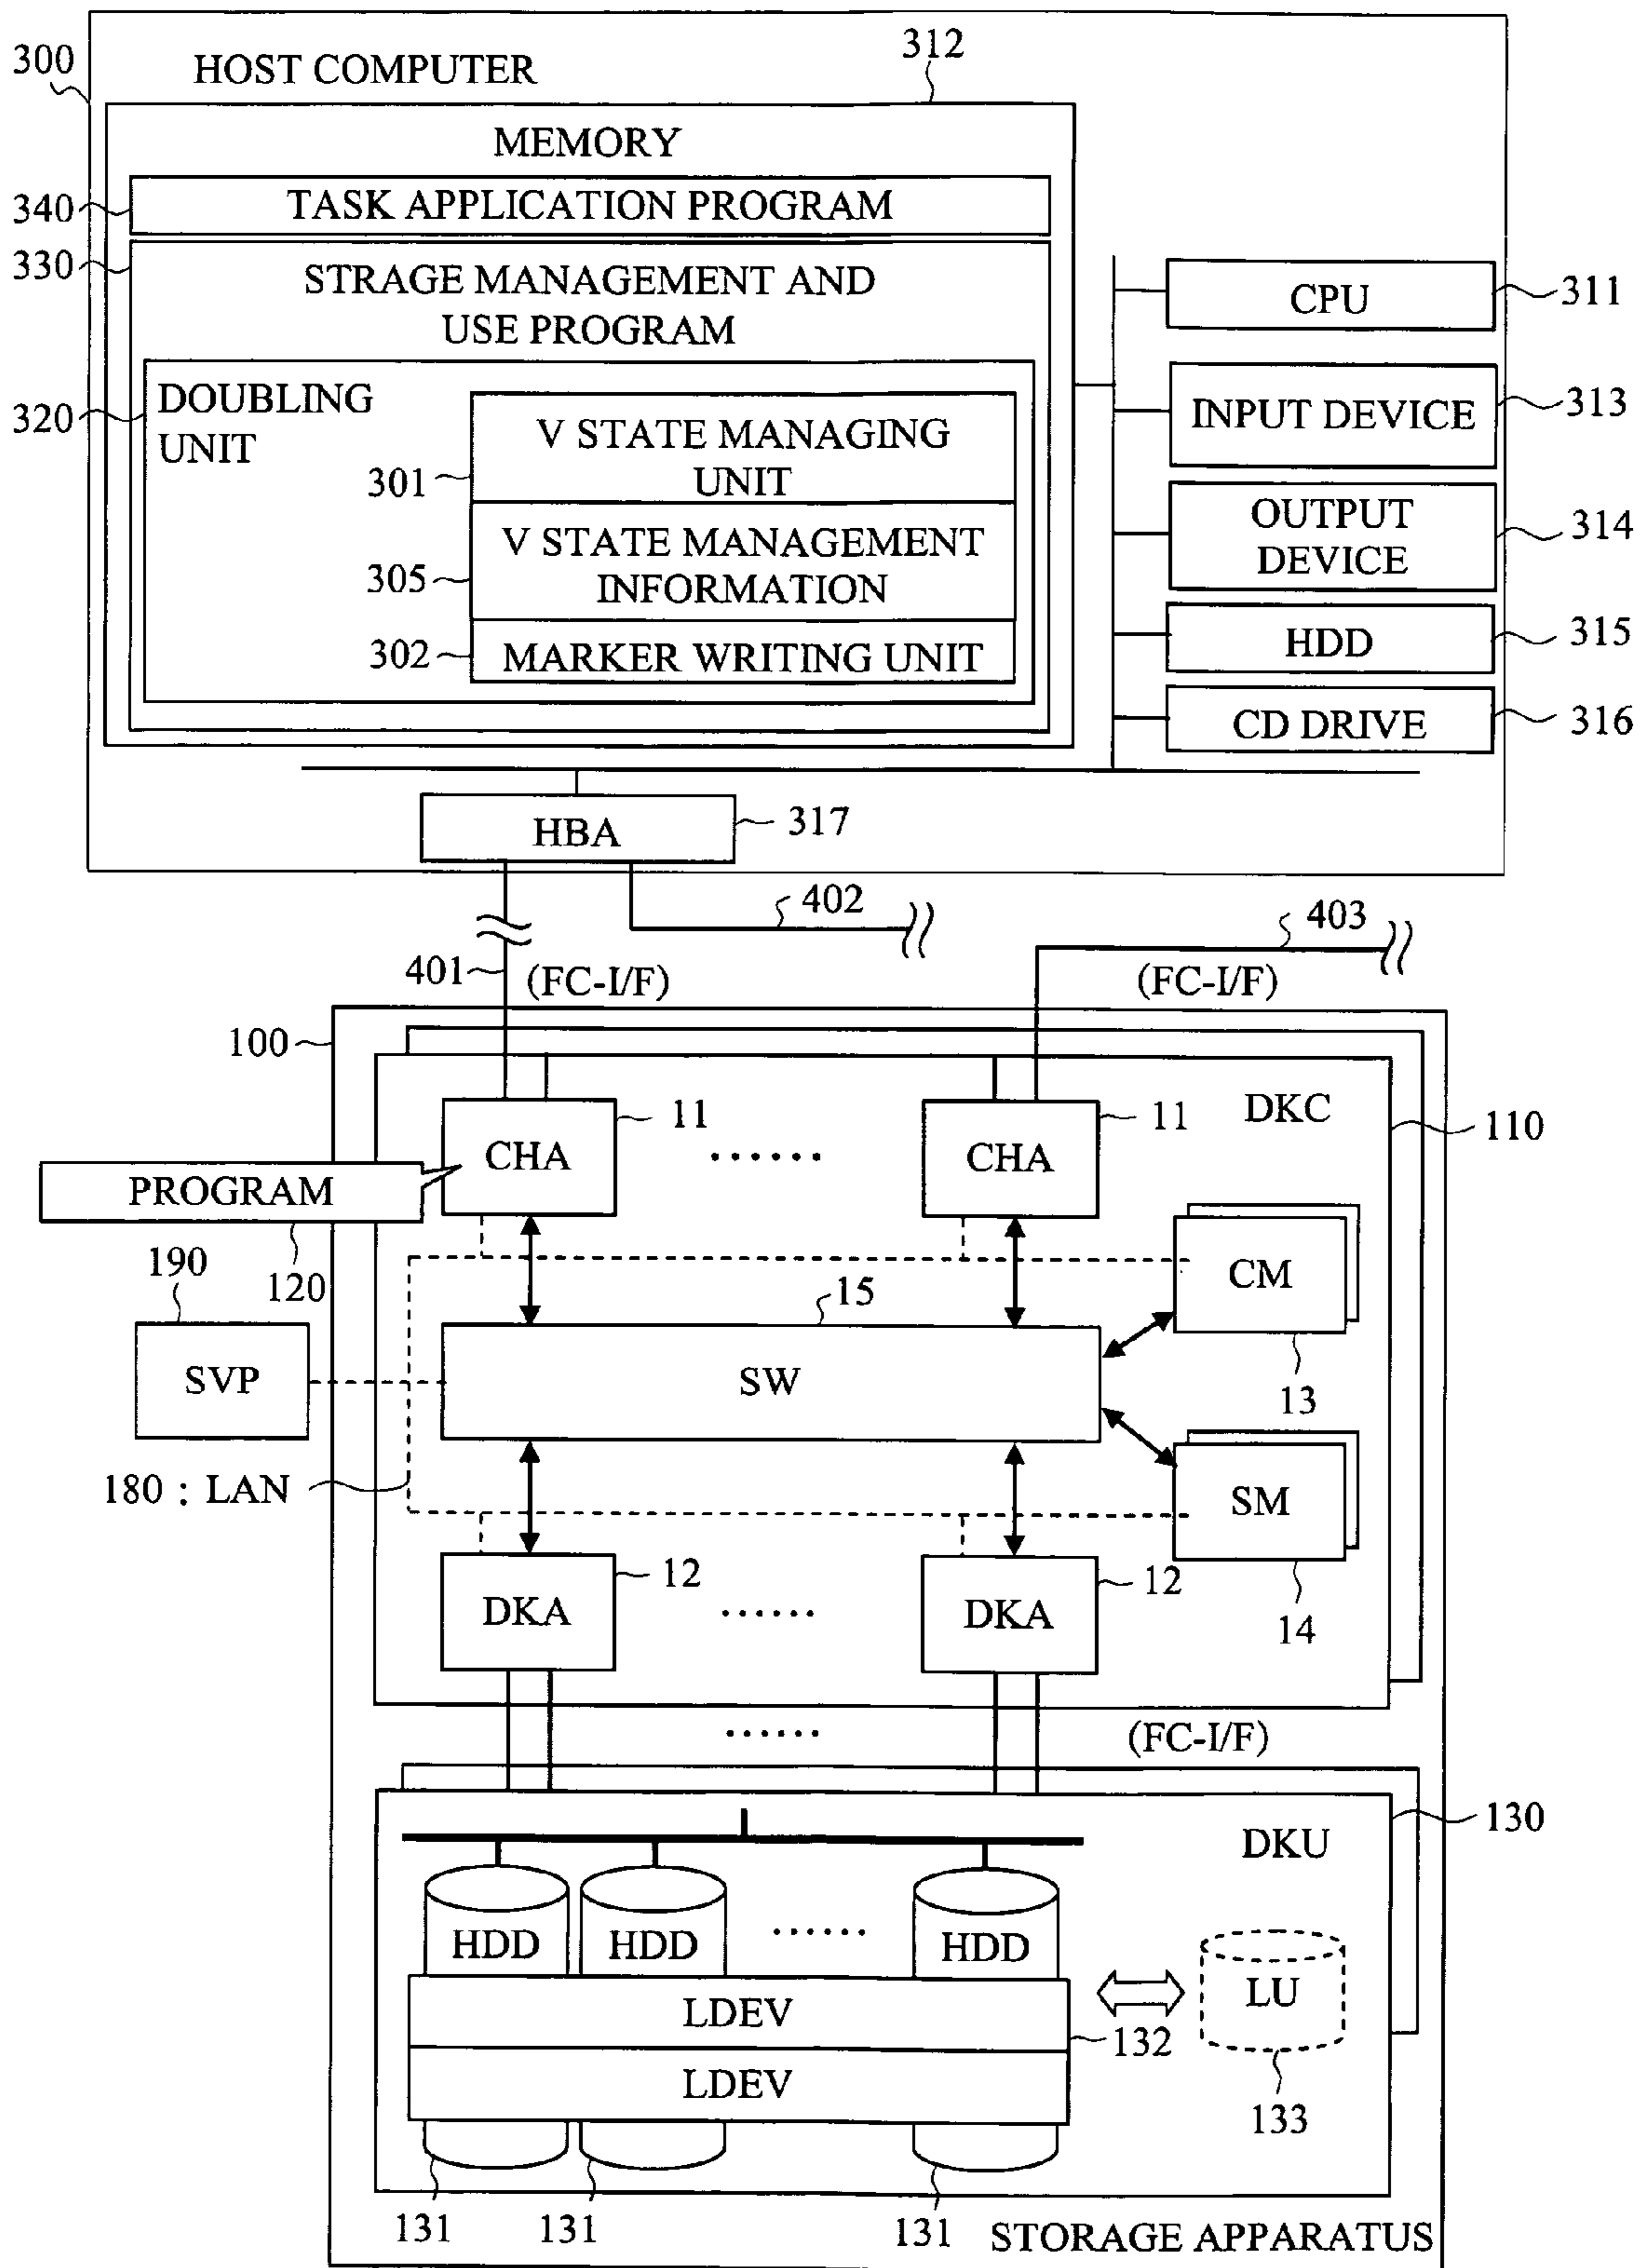 300
HOST COMPUTER
312
MEMORY
340
TASK APPLICATION PROGRAM
330
STRAGE MANAGEMENT AND
USE PROGRAM
CPU
311
320
DOUBLING
UNIT
V STATE MANAGING
UNIT
301
INPUT DEVICE
313
305
V STATE MANAGEMENT
INFORMATION
OUTPUT
DEVICE
314
302
MARKER WRITING UNIT
HDD
315
CD DRIVE
316
HBA
317
402
403
401
(FC-I/F)
(FC-I/F)
100
CHA
11
......
CHA
11
DKC
110
PROGRAM
120
190
15
CM
13
SVP
SW
180 : LAN
SM
14
DKA
12
......
DKA
12
......
(FC-I/F)
130
DKU
HDD
HDD
......
HDD
LDEV
LU
132
LDEV
133
131
131
131
STORAGE APPARATUS